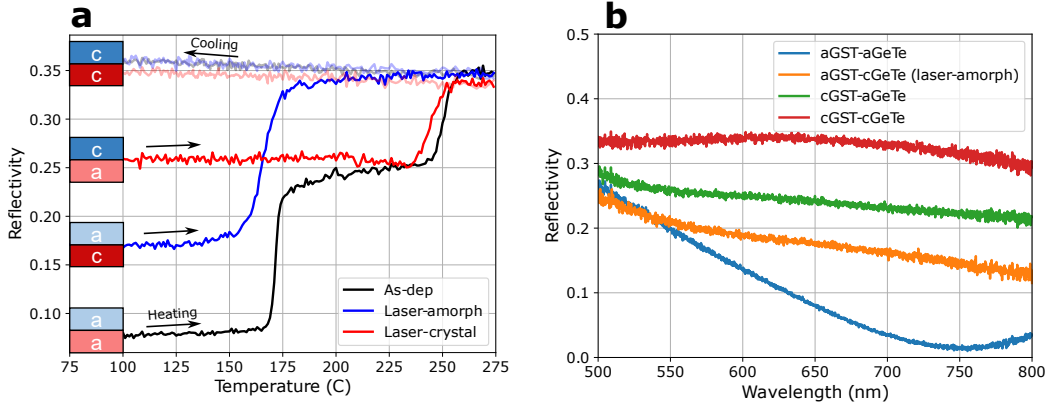 a
b
c
c
c
a
a
c
a
a
Cooling
Heating
0.35
0.30
0.25
0.20
0.15
0.10
Reflectivity
75 100 125 150 175 200 225 250 275
Temperature (C)
As-dep
Laser-amorph
Laser-crystal
0.5
0.4
0.3
0.2
0.1
0.0
Reflectivity
500 550 600 650 700 750 800
Wavelength (nm)
aGST-aGeTe
aGST-cGeTe (laser-amorph)
cGST-aGeTe
cGST-cGeTe